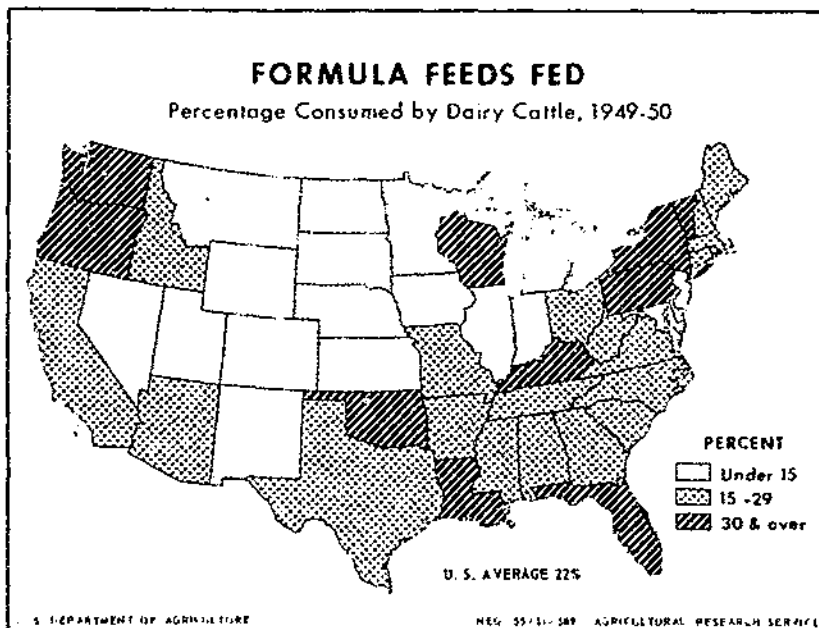 FORMULA FEEDS FED
Percentage Consumed by Dairy Cattle, 1949-50
PERCENT
Under 15
15 -29
30 & over
U. S. AVERAGE 22%
S DEPARTMENT OF AGRICULTURE
NEG. AGRICULTURAL RESEARCH SERVICE